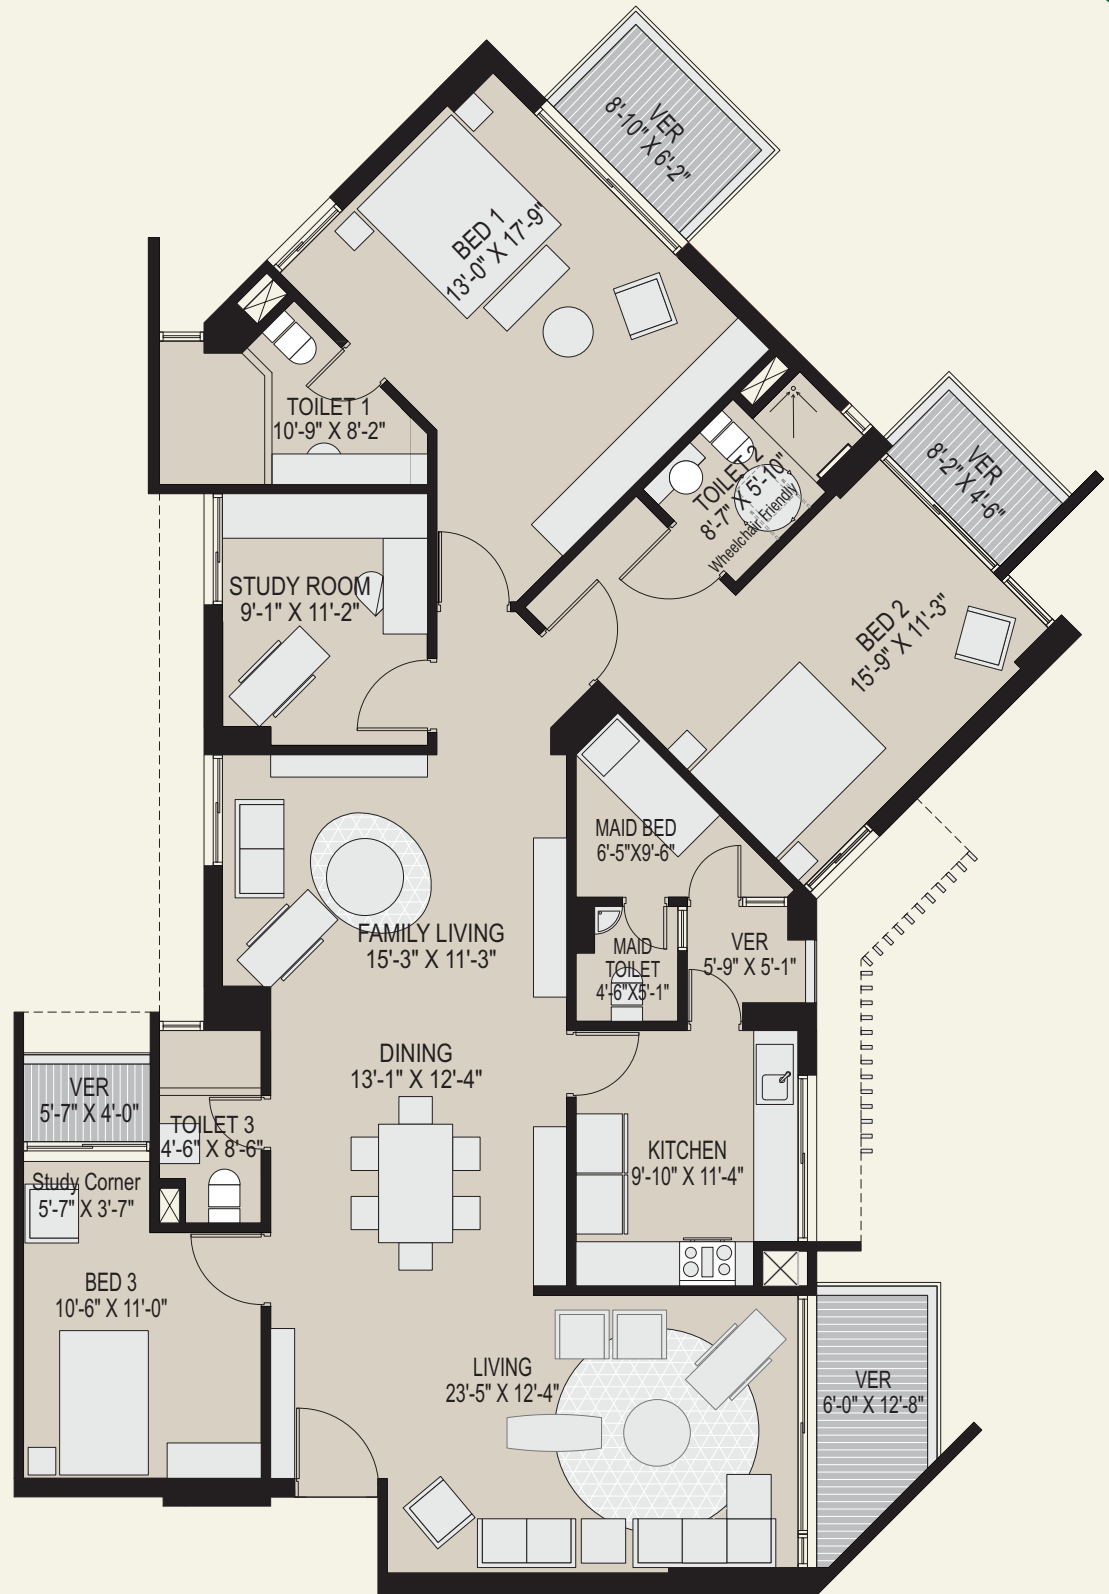 VER
8'-10" X 6'-2"
BED 1
13'-0" X 17'-9"
TOILET 1
10'-9" X 8'-2"
TOILET 2
8'-7" X 5'-10"
Wheelchair Friendly
VER
8'-2" X 4'-6"
STUDY ROOM
9'-1" X 11'-2"
BED 2
15'-9" X 11'-3"
MAID BED
6'-5"X9'-6"
FAMILY LIVING
15'-3" X 11'-3"
MAID
TOILET
4'-6"X5'-1"
VER
5'-9" X 5'-1"
DINING
13'-1" X 12'-4"
VER
5'-7" X 4'-0"
TOILET 3
4'-6" X 8'-6"
KITCHEN
9'-10" X 11'-4"
Study Corner
5'-7" X 3'-7"
BED 3
10'-6" X 11'-0"
LIVING
23'-5" X 12'-4"
VER
6'-0" X 12'-8"